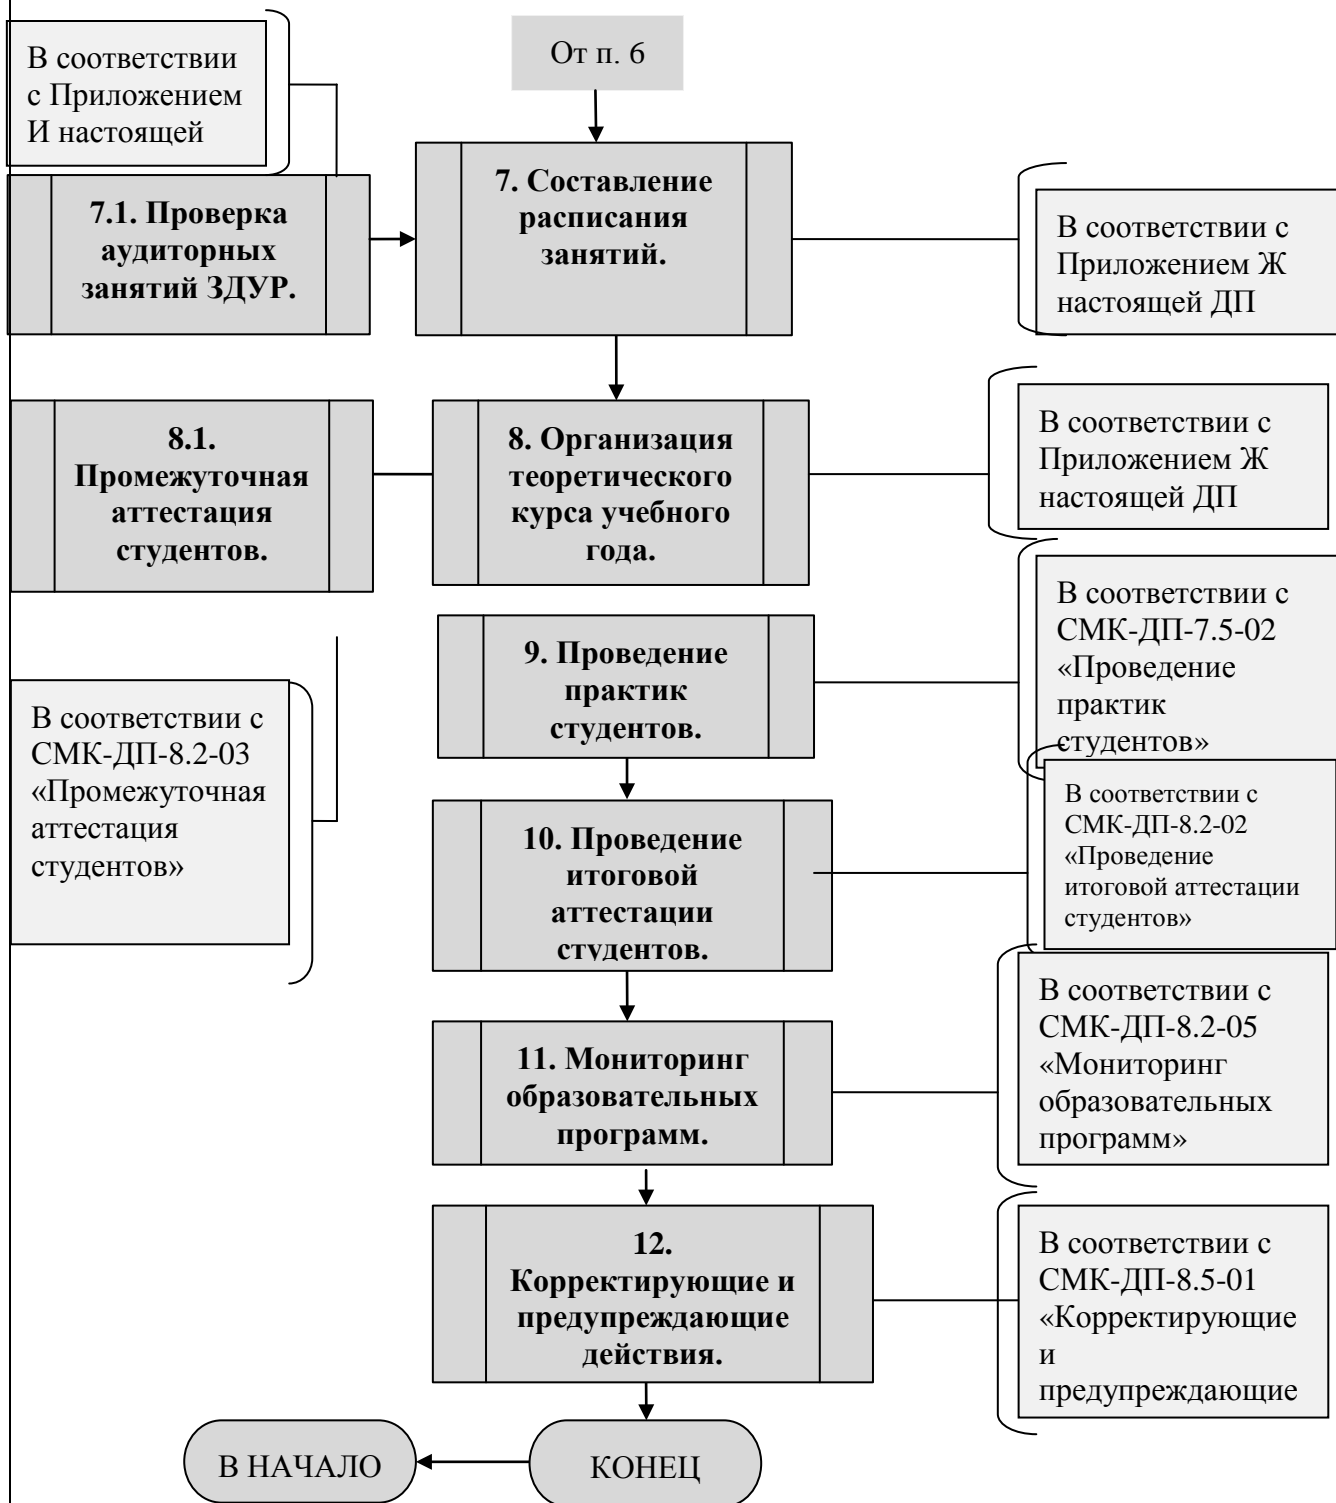 В соответствии
с Приложением
И настоящей
От п. 6
7.1. Проверка
аудиторных
занятий ЗДУР.
7. Составление
расписания
занятий.
В соответствии с
Приложением Ж
настоящей ДП
8.1.
Промежуточная
аттестация
студентов.
8. Организация
теоретического
курса учебного
года.
В соответствии с
Приложением Ж
настоящей ДП
9. Проведение
практик
студентов.
В соответствии с
СМК-ДП-7.5-02
«Проведение
практик
студентов»
В соответствии с
СМК-ДП-8.2-03
«Промежуточная
аттестация
студентов»
10. Проведение
итоговой
аттестации
студентов.
В соответствии с
СМК-ДП-8.2-02
«Проведение
итоговой аттестации
студентов»
11. Мониторинг
образовательных
программ.
В соответствии с
СМК-ДП-8.2-05
«Мониторинг
образовательных
программ»
12.
Корректирующие и
предупреждающие
действия.
В соответствии с
СМК-ДП-8.5-01
«Корректирующие
и
предупреждающие
В НАЧАЛО
КОНЕЦ